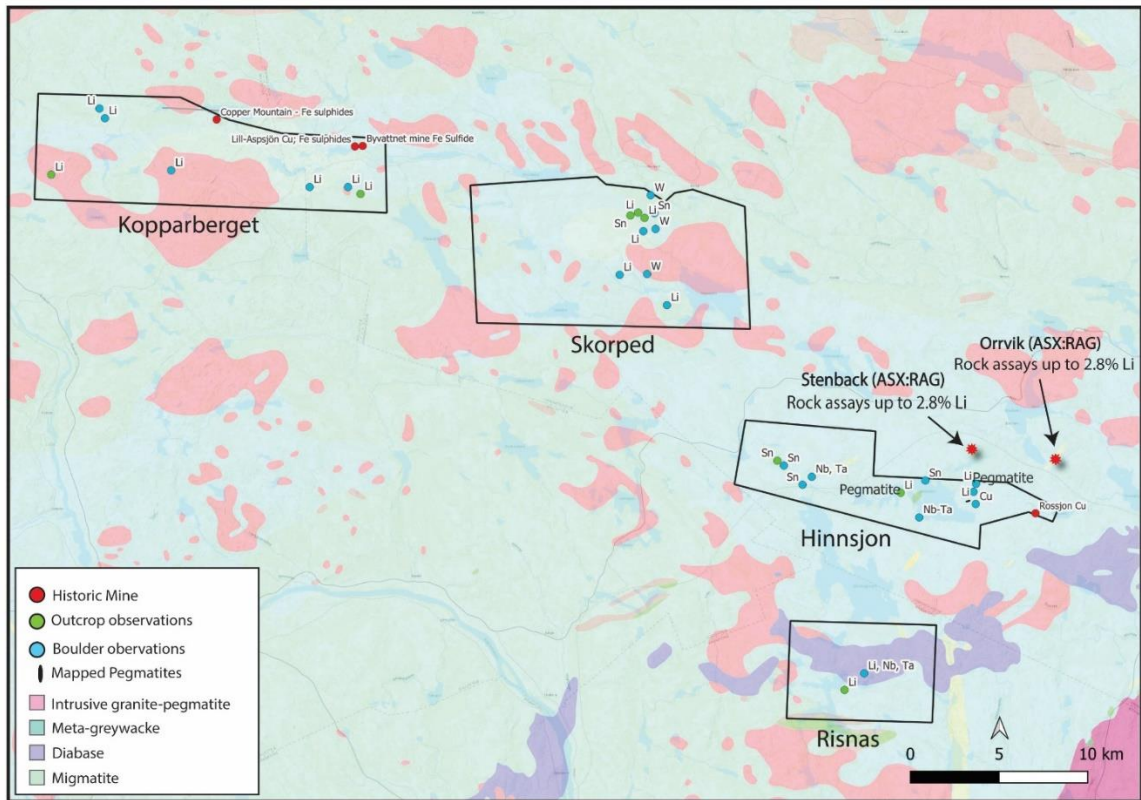 Li
Li
Copper Mountain - Fe sulphides
Lill-Aspsjön Cu; Fe sulphides
Byvattnet mine Fe Sulfide
Li
Li
Li
Li
Li
Kopparberget
W
Sn
Li
Li
Sn
W
Li
Li
W
Li
Skorped
Orrvik (ASX:RAG)
Rock assays up to 2.8% Li
Stenback (ASX:RAG)
Rock assays up to 2.8% Li
Sn
Sn
Nb, Ta
Sn
Sn
Li
Pegmatite
Pegmatite
Li
Li
Cu
Nb-Ta
Rossjon Cu
Hinnsjon
Li, Nb, Ta
Li
Risnas
Historic Mine
Outcrop observations
Boulder obervations
Mapped Pegmatites
Intrusive granite-pegmatite
Meta-greywacke
Diabase
Migmatite
0 5 10 km